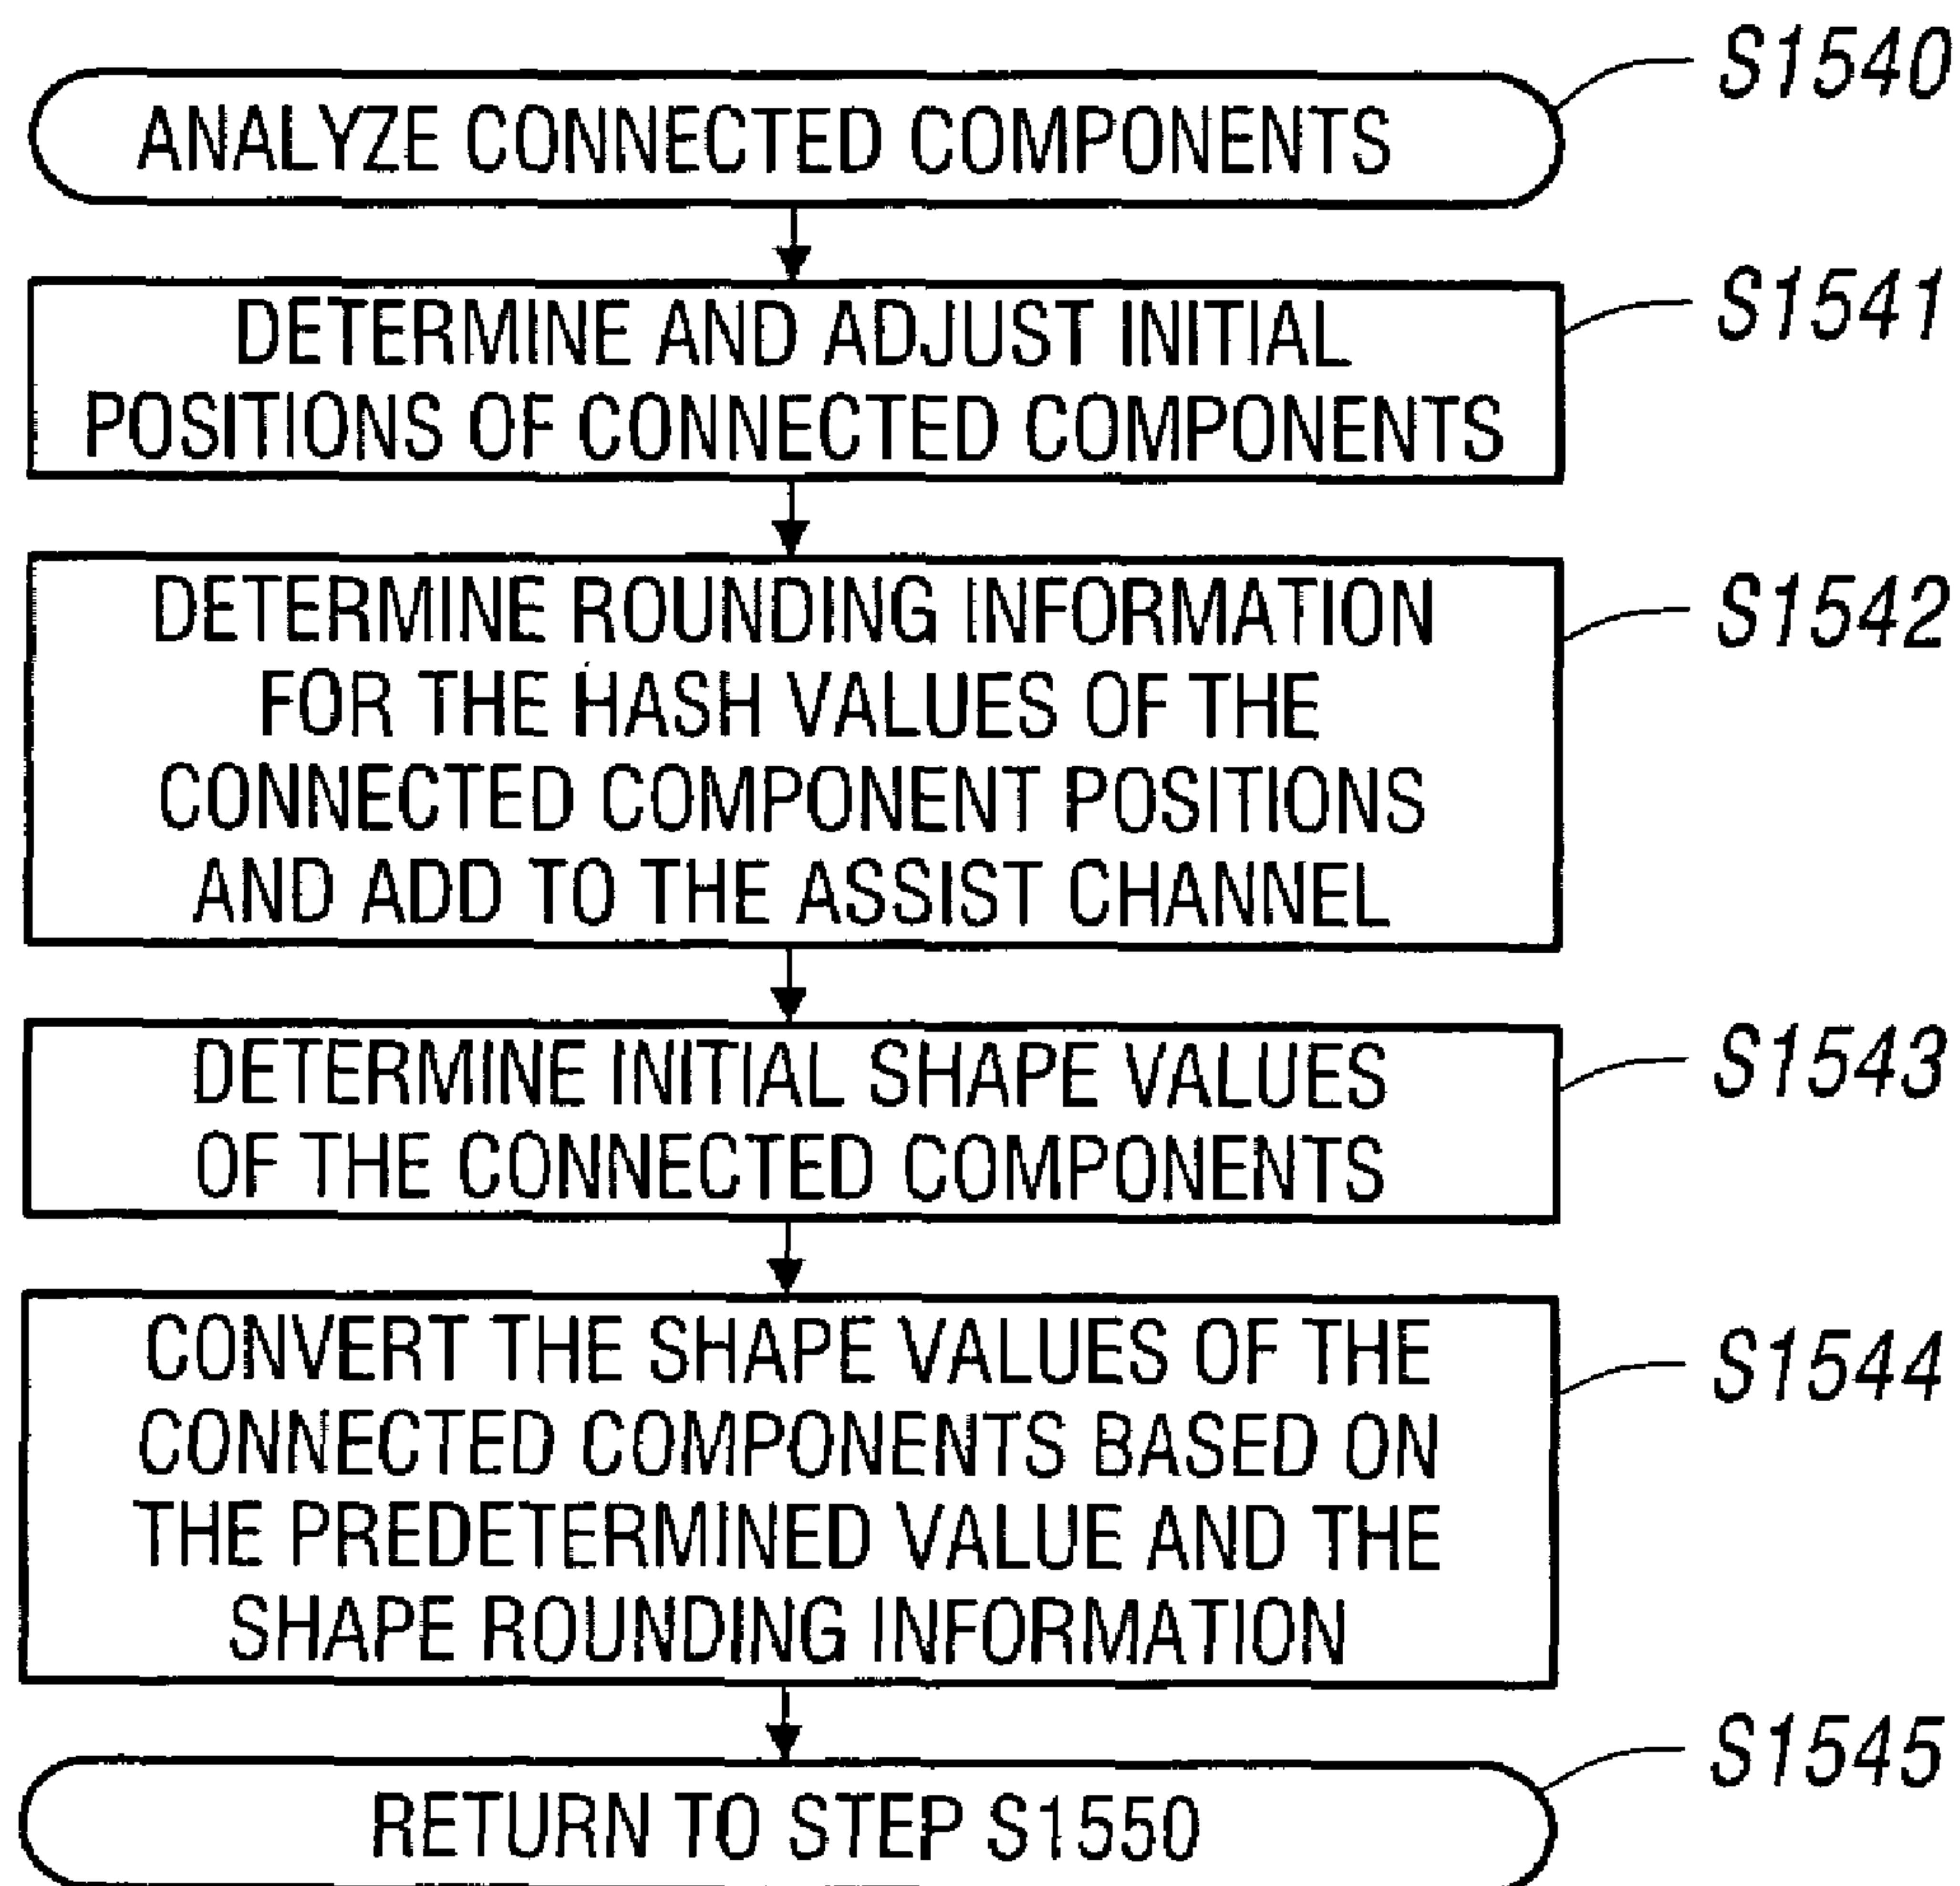 S1540
ANALYZE CONNECTED COMPONENTS
S1541
DETERMINE AND ADJUST INITIAL
POSITIONS OF CONNECTED COMPONENTS
S1542
DETERMINE ROUNDING INFORMATION
FOR THE HASH VALUES OF THE
CONNECTED COMPONENT POSITIONS
AND ADD TO THE ASSIST CHANNEL
S1543
DETERMINE INITIAL SHAPE VALUES
OF THE CONNECTED COMPONENTS
S1544
CONVERT THE SHAPE VALUES OF THE
CONNECTED COMPONENTS BASED ON
THE PREDETERMINED VALUE AND THE
SHAPE ROUNDING INFORMATION
S1545
RETURN TO STEP S1550